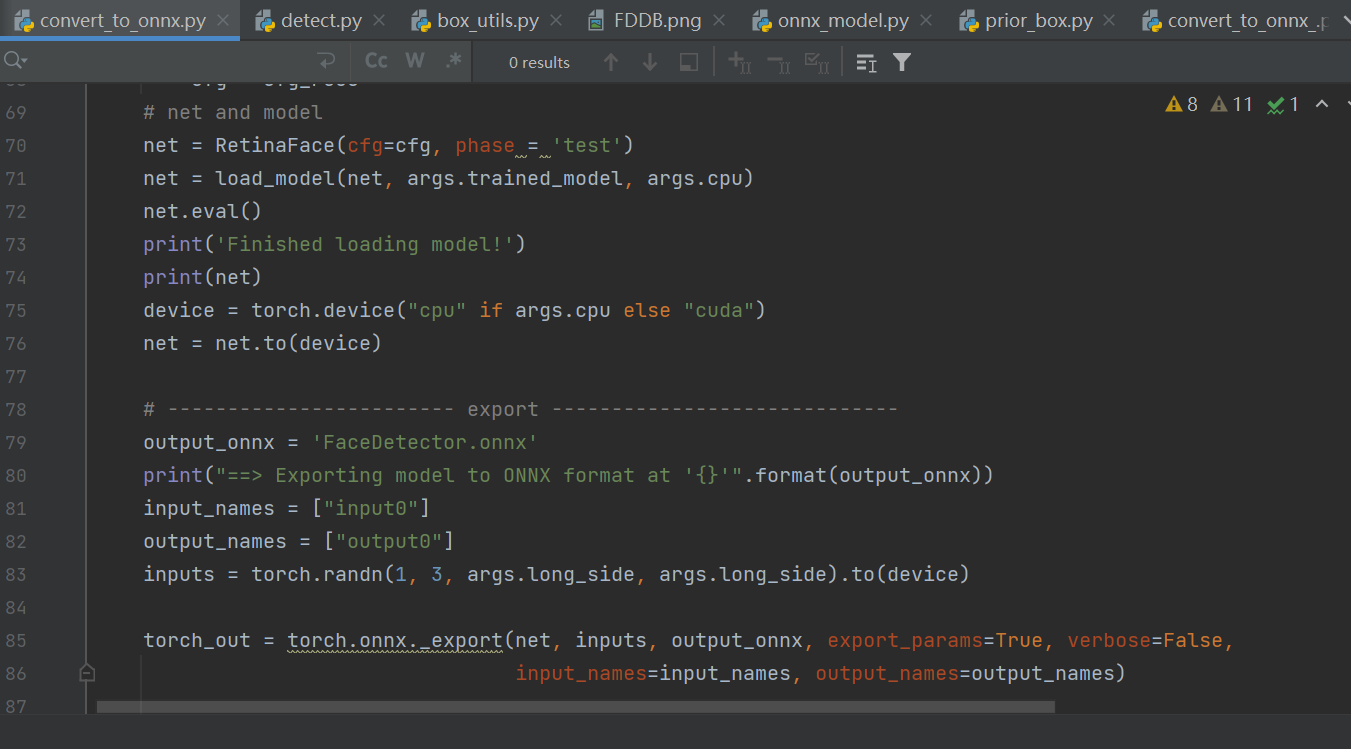 convert_to_onnx.py detect.py box_utils.py FDDB.png onnx_model.py prior_box.py convert_to_onnx_.p
Cc W .* 0 results
69 # net and model 8 11 1
70 net = RetinaFace(cfg=cfg, phase = 'test')
71 net = load_model(net, args.trained_model, args.cpu)
72 net.eval()
73 print('Finished loading model!')
74 print(net)
75 device = torch.device("cpu" if args.cpu else "cuda")
76 net = net.to(device)
77
78 # ------------------------ export -----------------------------
79 output_onnx = 'FaceDetector.onnx'
80 print("==> Exporting model to ONNX format at '{}'".format(output_onnx))
81 input_names = ["input0"]
82 output_names = ["output0"]
83 inputs = torch.randn(1, 3, args.long_side, args.long_side).to(device)
84
85 torch_out = torch.onnx._export(net, inputs, output_onnx, export_params=True, verbose=False,
86 input_names=input_names, output_names=output_names)
87